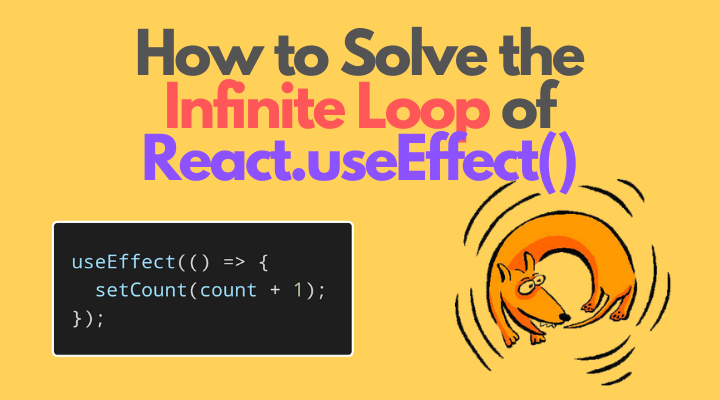 How to Solve the
Infinite Loop of
React.useEffect()
useEffect(() => {
  setCount(count + 1);
});